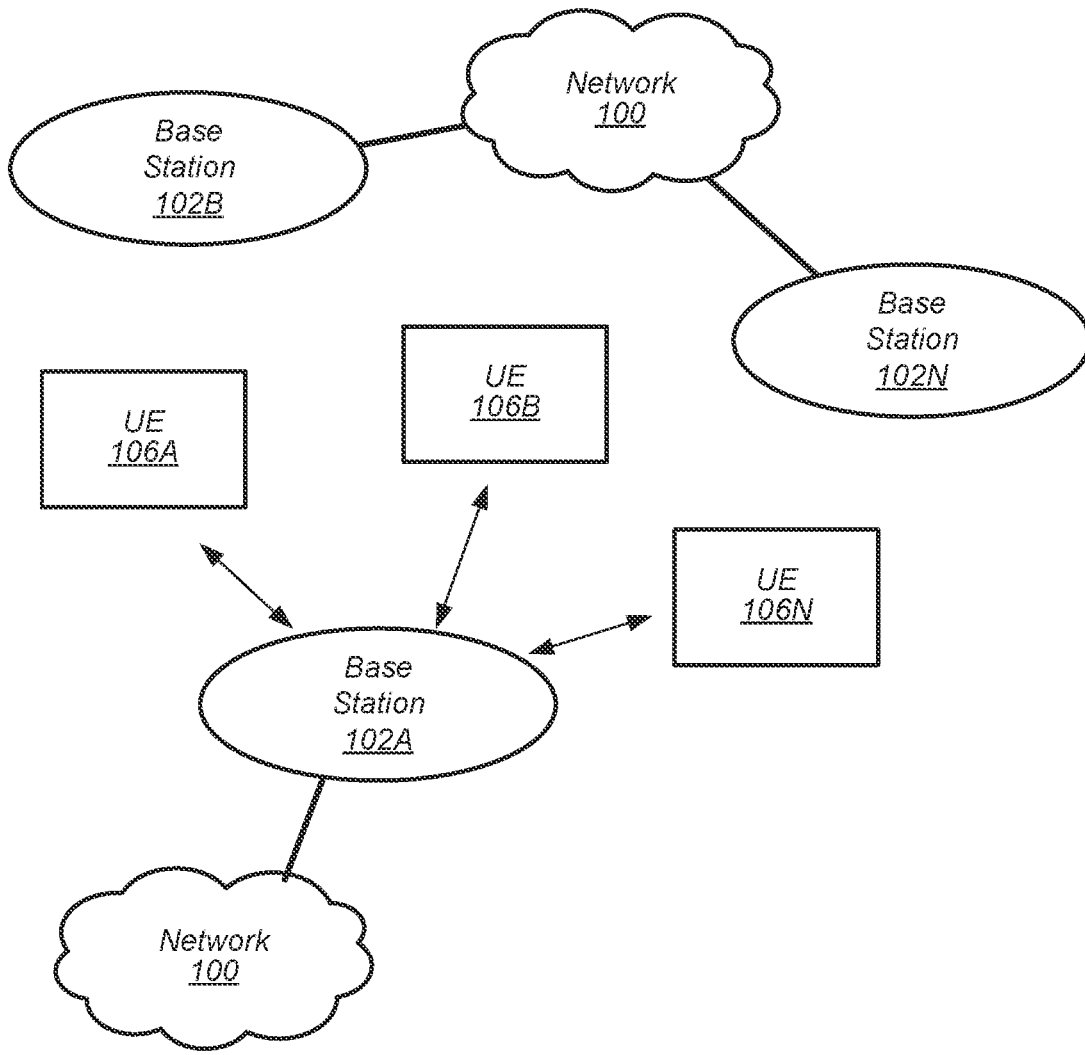 Network
100
Base
Station
102B
Base
Station
102N
UE
106A
UE
106B
UE
106N
Base
Station
102A
Network
100